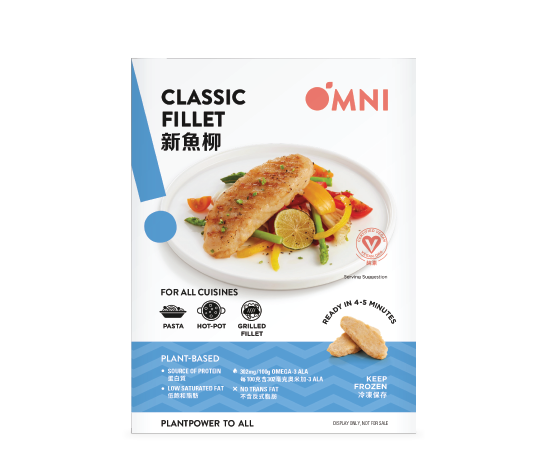 CLASSIC
FILLET
新魚柳
OMNI
Serving Suggestion
FOR ALL CUISINES
READY IN 4-5 MINUTES
PASTA
HOT-POT
GRILLED
FILLET
PLANT-BASED
SOURCE OF PROTEIN
蛋白質
LOW SATURATED FAT
低飽和脂肪
NO TRANS FAT
不含反式脂肪
KEEP
FROZEN
冷凍保存
PLANTPOWER TO ALL
DISPLAY ONLY, NOT FOR SALE